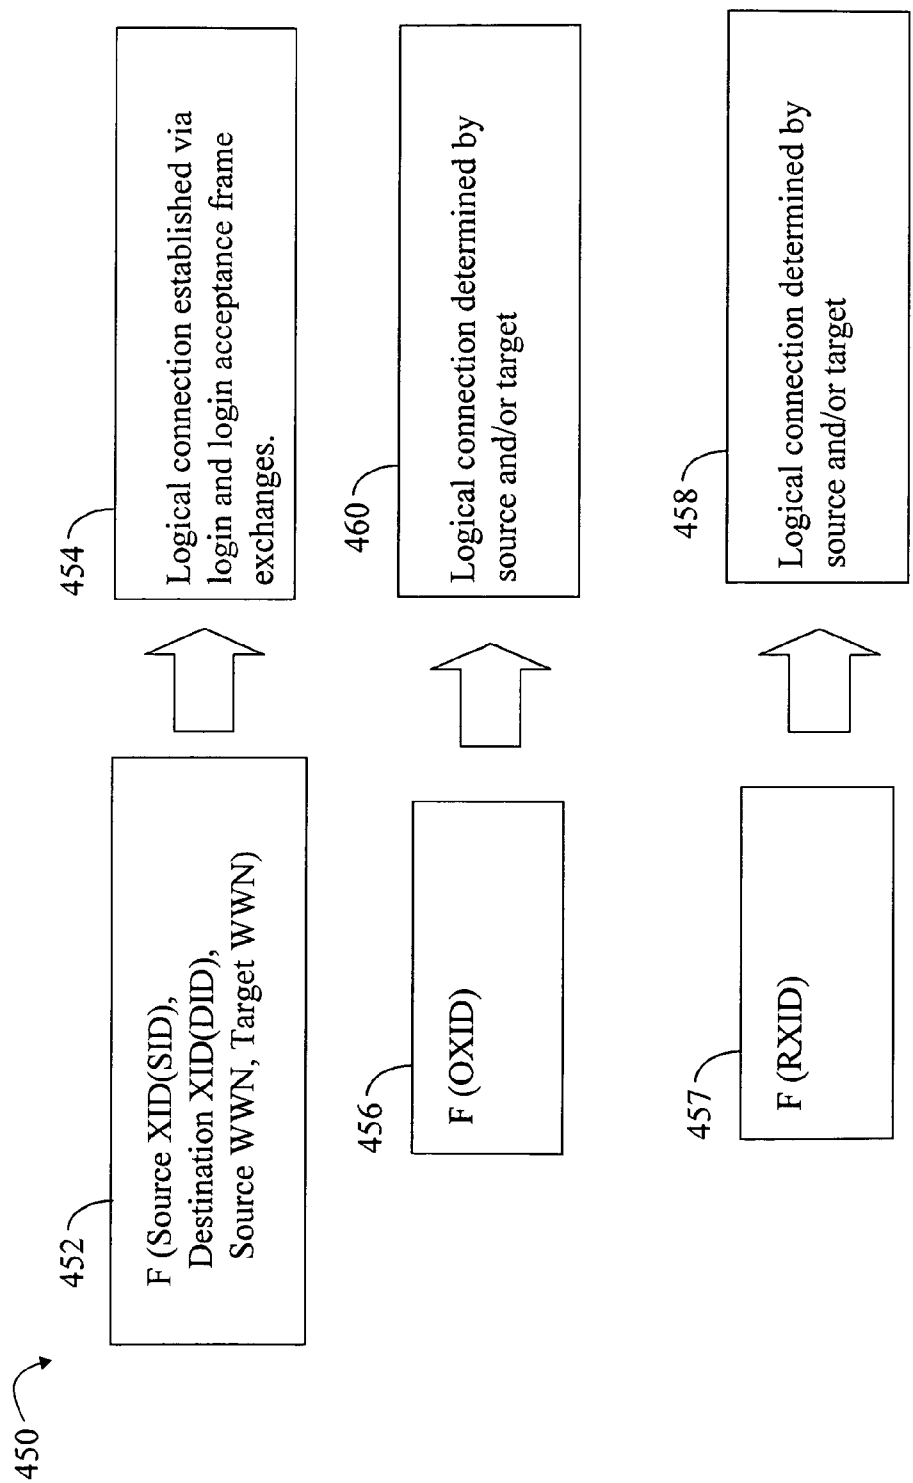 450
452
F (Source XID(SID),
Destination XID(DID),
Source WWN, Target WWN)
454
Logical connection established via
login and login acceptance frame
exchanges.
456
F (OXID)
460
Logical connection determined by
source and/or target
457
F (RXID)
458
Logical connection determined by
source and/or target